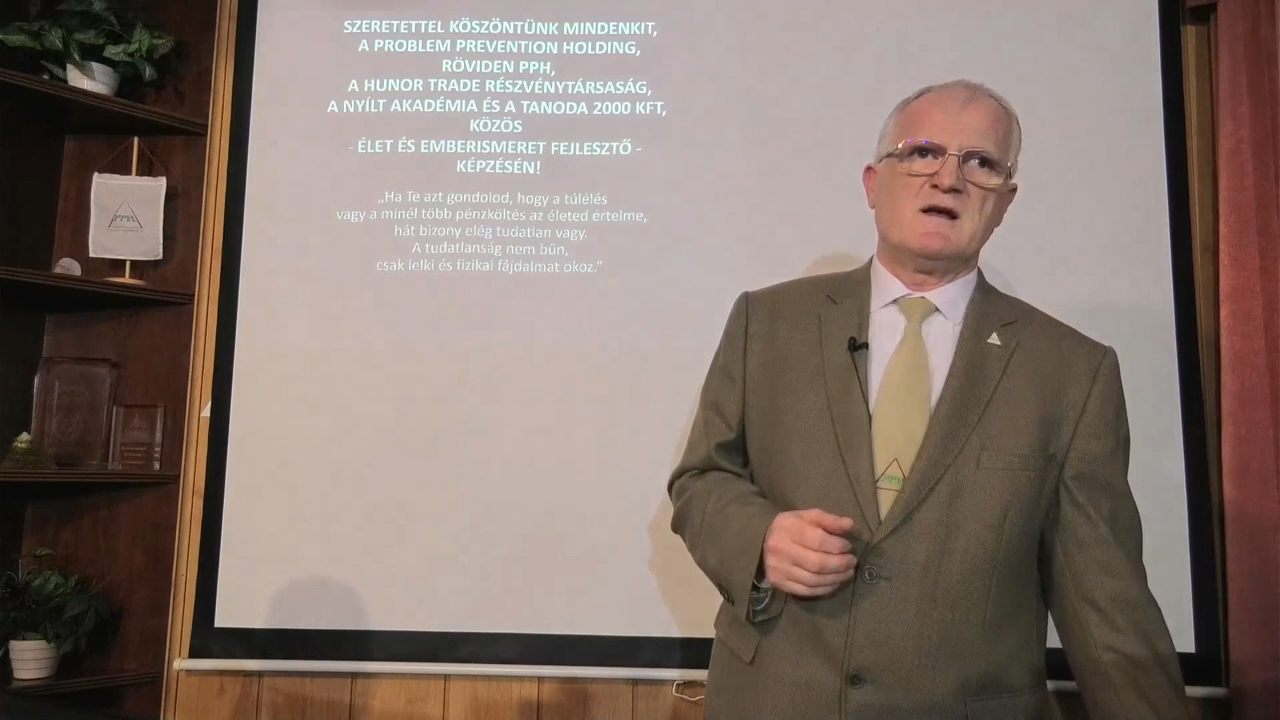 SZERETETTEL KÖSZÖNTÜNK MINDENKIT,
A PROBLEM PREVENTION HOLDING,
RÖVIDEN PPH,
A HUNOR TRADE RÉSZVÉNYTÁRSASÁG,
A NYÍLT AKADÉMIA ÉS A TANODA 2000 KFT,
KÖZÖS
- ÉLET ÉS EMBERISMERET FEJLESZTŐ -
KÉPZÉSÉN!
„Ha Te azt gondolod, hogy a túlélés
vagy a minél több pénzköltés az életed értelme,
hát bizony elég tudatlan vagy.
A tudatlanság nem bűn,
csak lelki és fizikai fájdalmat okoz.”
PPH
PPH